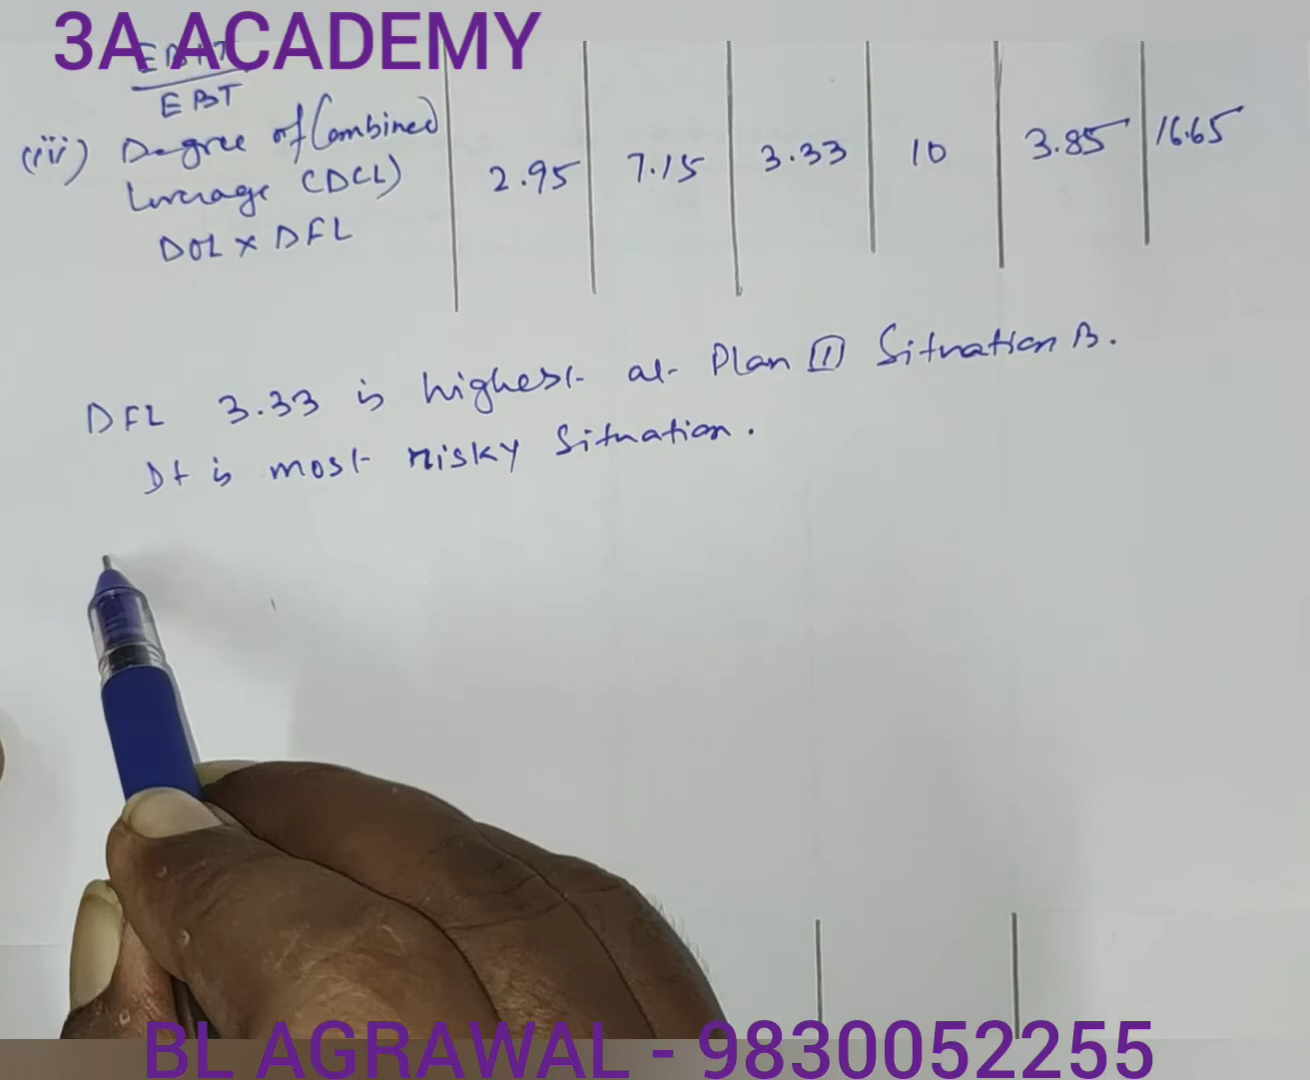 3A ACADEMY
EBIT
EBT
(iii) Degree of Combined 2.95 7.15 3.33 10 3.85 16.65
Leverage (DCL)
DOL × DFL
DFL 3.33 is highest at Plan II Situation B.
It is most risky situation.
BL AGRAWAL - 9830052255